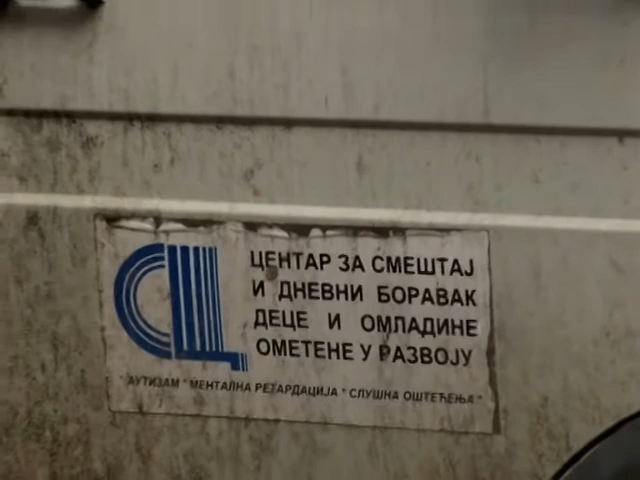 ЦЕНТАР ЗА СМЕШТАЈ
И ДНЕВНИ БОРАВАК
ДЕЦЕ И ОМЛАДИНЕ
ОМЕТЕНЕ У РАЗВОЈУ
" АУТИЗАМ " МЕНТАЛНА РЕТАРДАЦИЈА " СЛУШНА ОШТЕЋЕЊА "